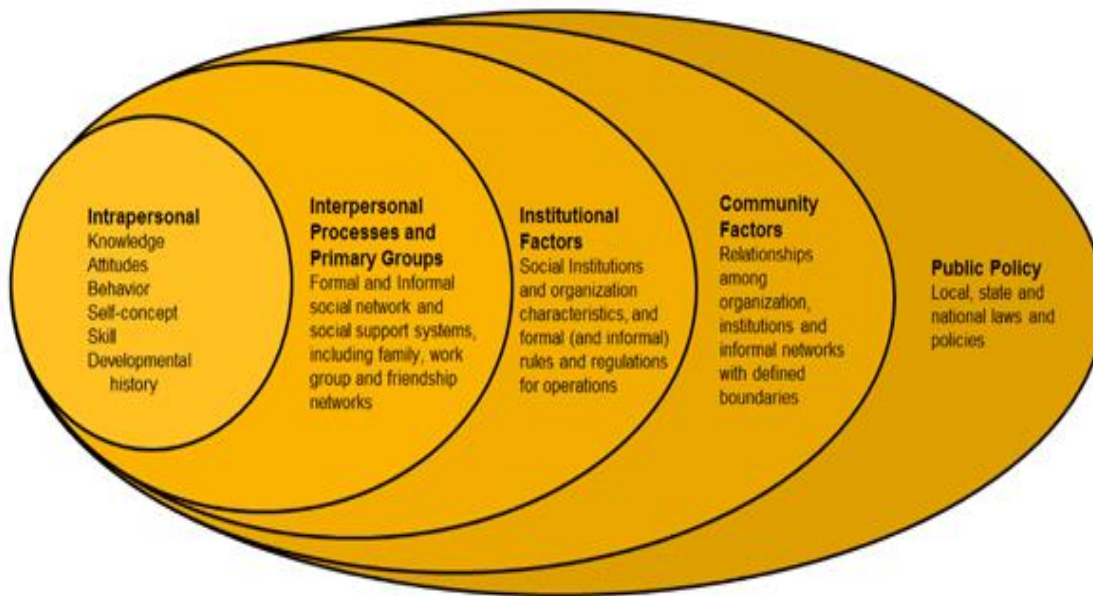 Intrapersonal
Knowledge
Attitudes
Behavior
Self-concept
Skill
Developmental
history
Interpersonal
Processes and
Primary Groups
Formal and Informal
social network and
social support systems,
including family, work
group and friendship
networks
Institutional
Factors
Social Institutions
and organization
characteristics, and
formal (and informal)
rules and regulations
for operations
Community
Factors
Relationships
among
organization,
institutions and
informal networks
with defined
boundaries
Public Policy
Local, state and
national laws and
policies